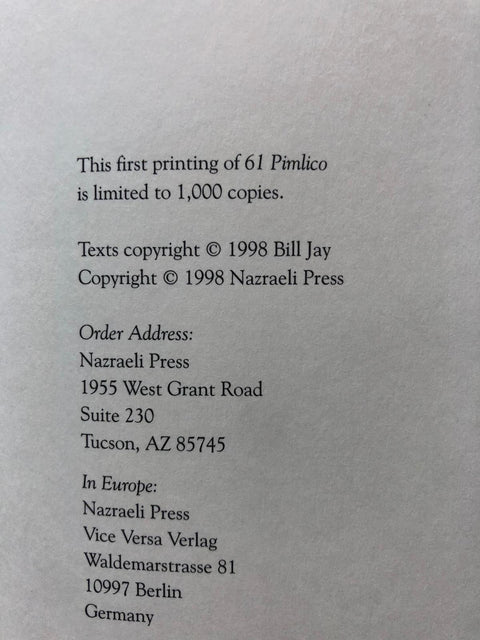 This first printing of 61 Pimlico
is limited to 1,000 copies.
Texts copyright © 1998 Bill Jay
Copyright © 1998 Nazraeli Press
Order Address:
Nazraeli Press
1955 West Grant Road
Suite 230
Tucson, AZ 85745
In Europe:
Nazraeli Press
Vice Versa Verlag
Waldemarstrasse 81
10997 Berlin
Germany